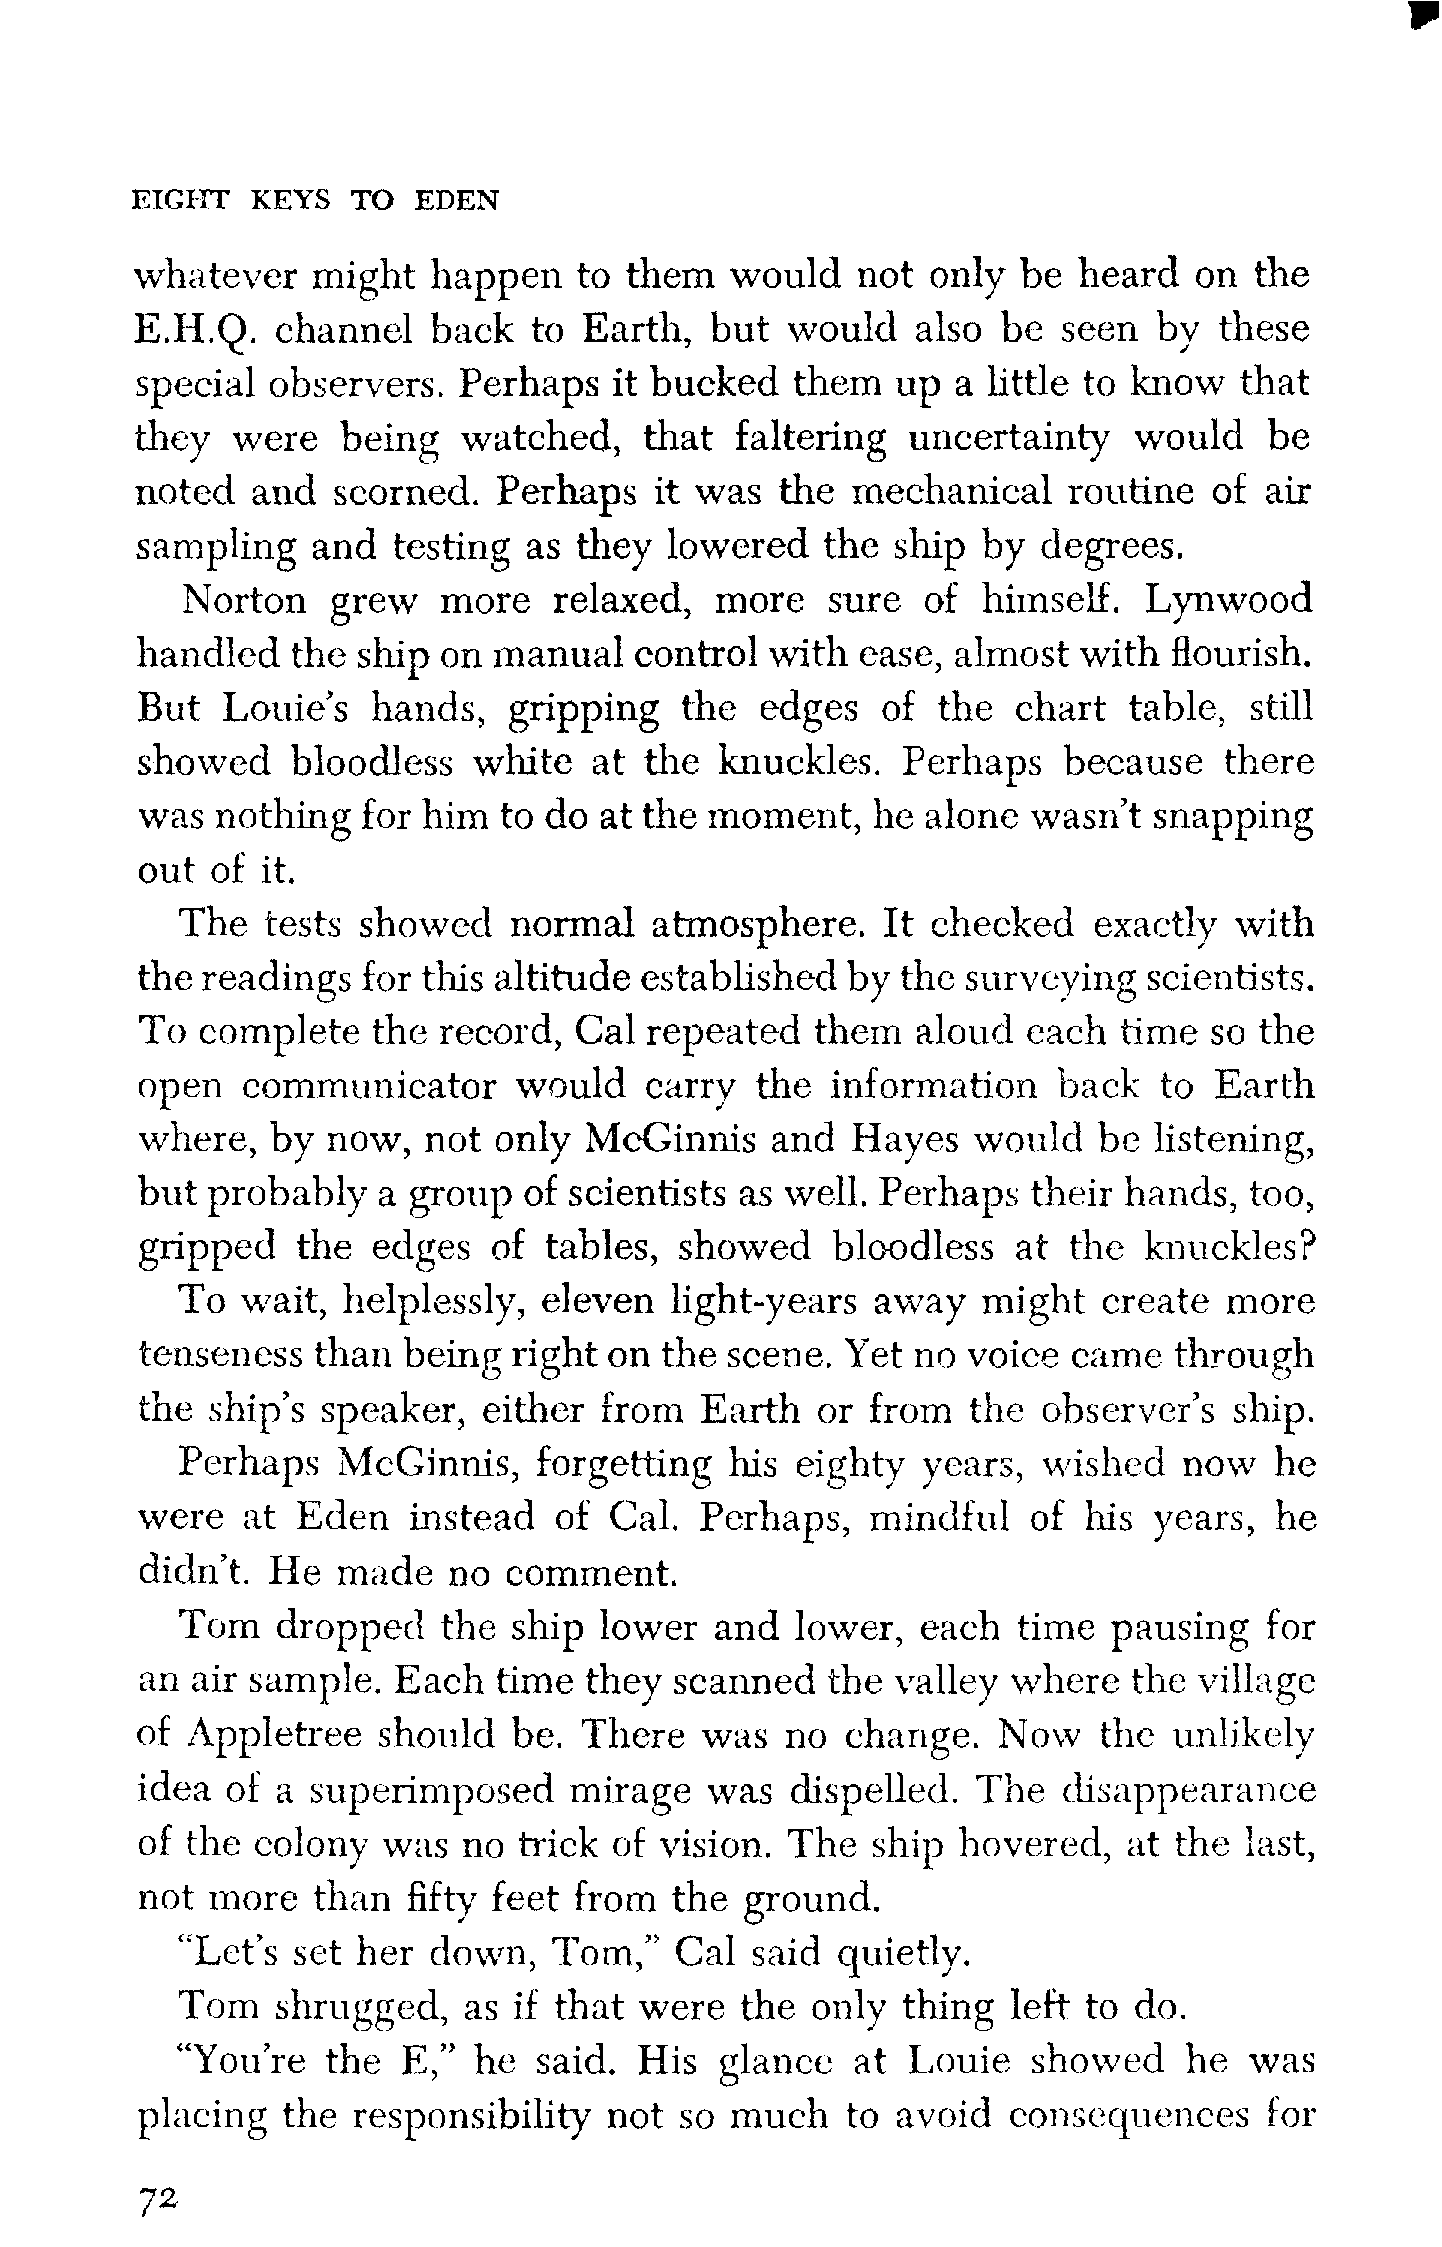 EIGHT KEYS TO EDEN
whatever might happen to them would not only be heard on the
E.H.Q. channel back to Earth, but would also be seen by these
special observers. Perhaps it bucked them up a little to know that
they were being watched, that faltering uncertainty would be
noted and scorned. Perhaps it was the mechanical routine of air
sampling and testing as they lowered the ship by degrees.
Norton grew more relaxed, more sure of himself. Lynwood
handled the ship on manual control with ease, almost with flourish.
But Louie's hands, gripping the edges of the chart table, still
showed bloodless white at the knuckles. Perhaps because there
was nothing for him to do at the moment, he alone wasn't snapping
out of it.
The tests showed normal atmosphere. It checked exactly with
the readings for this altitude established by the surveying scientists.
To complete the record, Cal repeated them aloud each time so the
open communicator would carry the information back to Earth
where, by now, not only McGinnis and Hayes would be listening,
but probably a group of scientists as well. Perhaps their hands, too,
gripped the edges of tables, showed bloodless at the knuckles?
To wait, helplessly, eleven light-years away might create more
tenseness than being right on the scene. Yet no voice came through
the ship's speaker, either from Earth or from the observer's ship.
Perhaps McGinnis, forgetting his eighty years, wished now he
were at Eden instead of Cal. Perhaps, mindful of his years, he
didn't. He made no comment.
Tom dropped the ship lower and lower, each time pausing for
an air sample. Each time they scanned the valley where the village
of Appletree should be. There was no change. Now the unlikely
idea of a superimposed mirage was dispelled. The disappearance
of the colony was no trick of vision. The ship hovered, at the last,
not more than fifty feet from the ground.
"Let's set her down, Tom," Cal said quietly.
Tom shrugged, as if that were the only thing left to do.
"You're the E," he said. His glance at Louie showed he was
placing the responsibility not so much to avoid consequences for
72